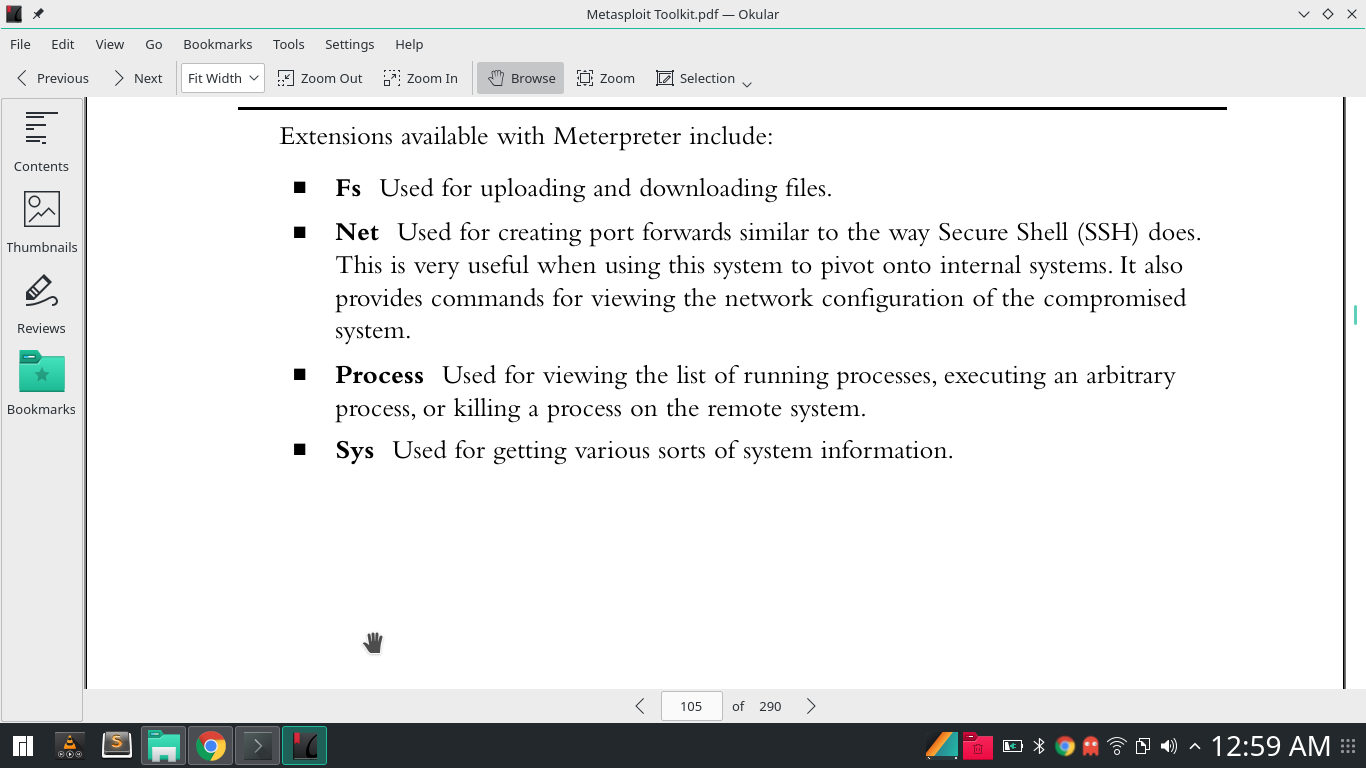 Metasploit Toolkit.pdf — Okular
File Edit View Go Bookmarks Tools Settings Help
Previous Next Fit Width Zoom Out Zoom In Browse Zoom Selection
Contents
Thumbnails
Reviews
Bookmarks
Extensions available with Meterpreter include:
■ Fs Used for uploading and downloading files.
■ Net Used for creating port forwards similar to the way Secure Shell (SSH) does.
This is very useful when using this system to pivot onto internal systems. It also
provides commands for viewing the network configuration of the compromised
system.
■ Process Used for viewing the list of running processes, executing an arbitrary
process, or killing a process on the remote system.
■ Sys Used for getting various sorts of system information.
105 of 290
12:59 AM